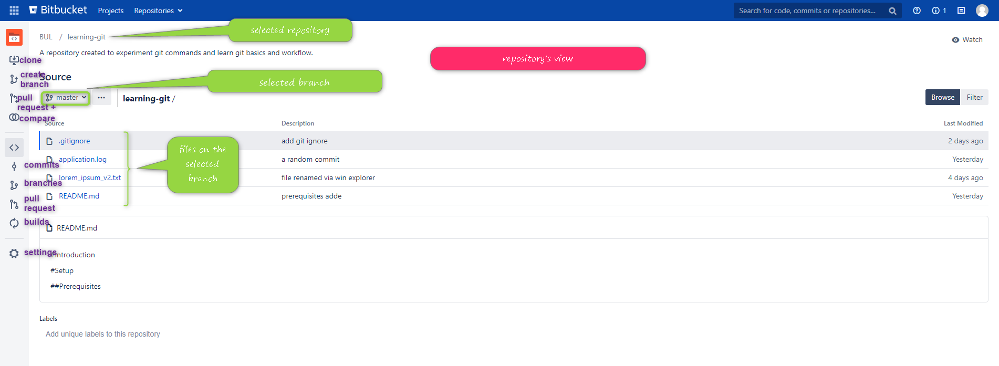 Bitbucket Projects Repositories Search for code, commits or repositories... 1
selected repository
BUL / learning-git
Watch
A repository created to experiment git commands and learn git basics and workflow.
repository's view
clone
create
branch
Source
selected branch
pull
request +
master
learning-git /
Browse Filter
compare
Source Description Last Modified
.gitignore add git ignore 2 days ago
files on the
selected
branch
application.log a random commit Yesterday
commits
lorem_ipsum_v2.txt file renamed via win explorer 4 days ago
branches
README.md prerequisites adde Yesterday
pull
request
builds
README.md
settings
#Introduction
#Setup
##Prerequisites
Labels
Add unique labels to this repository